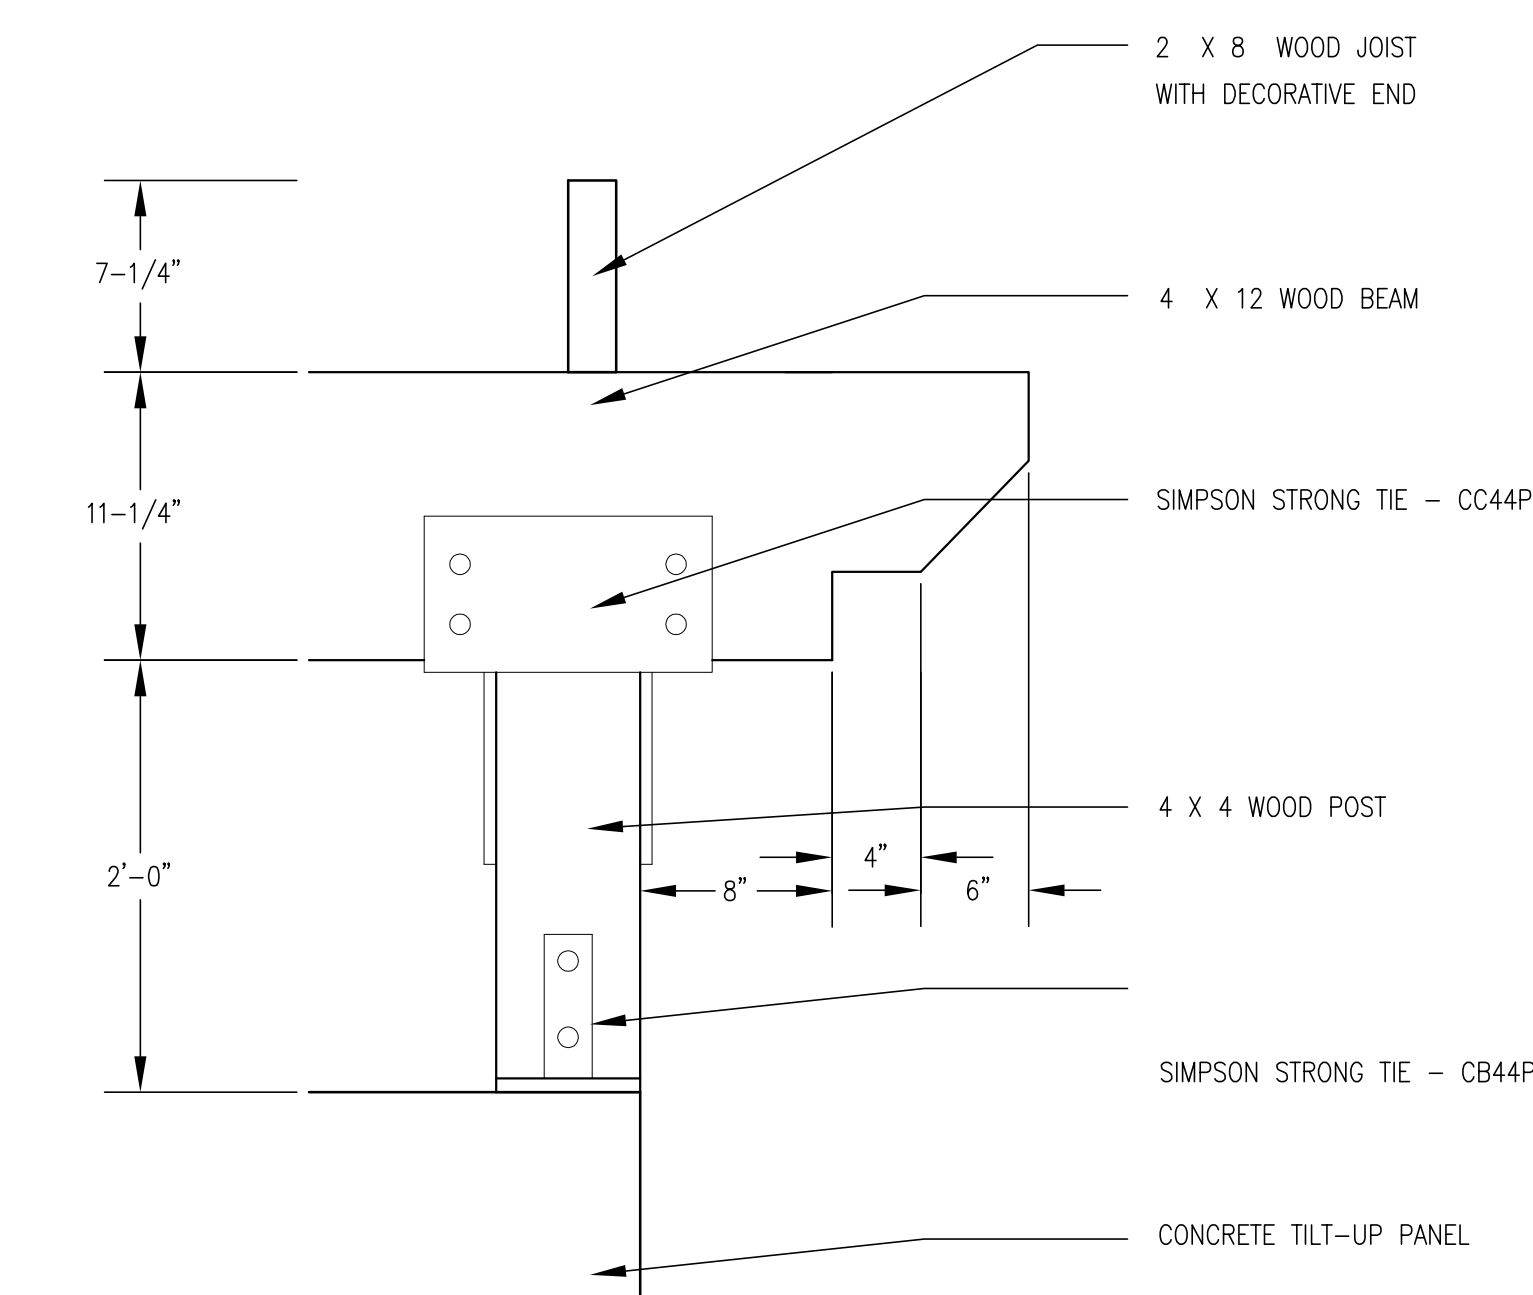 2 X 8 WOOD JOIST
WITH DECORATIVE END
7-1/4”
4 X 12 WOOD BEAM
11-1/4”
SIMPSON STRONG TIE - CC44P
4 X 4 WOOD POST
4”
2’-0”
8”
6”
SIMPSON STRONG TIE - CB44P
CONCRETE TILT-UP PANEL